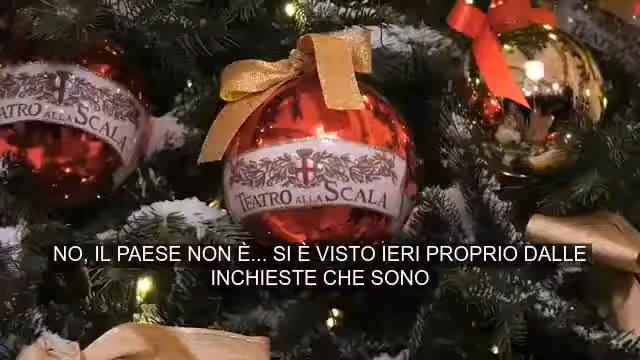 TEATRO ALLA SCALA
TEATRO ALLA SCALA
NO, IL PAESE NON È... SI È VISTO IERI PROPRIO DALLE
INCHIESTE CHE SONO